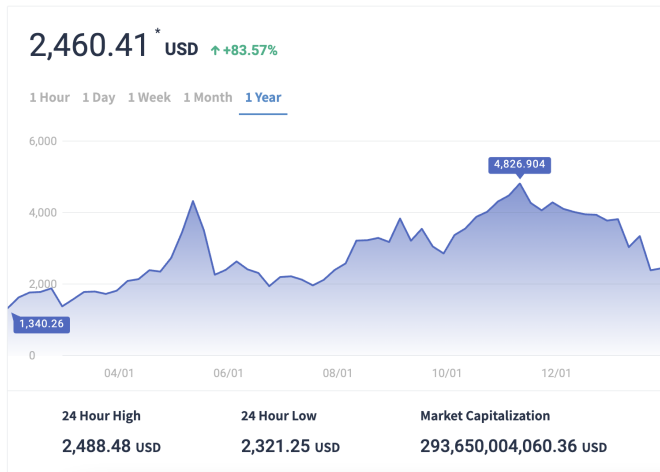 2,460.41 * USD ↑ +83.57%
1 Hour 1 Day 1 Week 1 Month 1 Year
6,000
4,826.904
4,000
2,000
1,340.26
0
04/01 06/01 08/01 10/01 12/01
24 Hour High 24 Hour Low Market Capitalization
2,488.48 USD 2,321.25 USD 293,650,004,060.36 USD